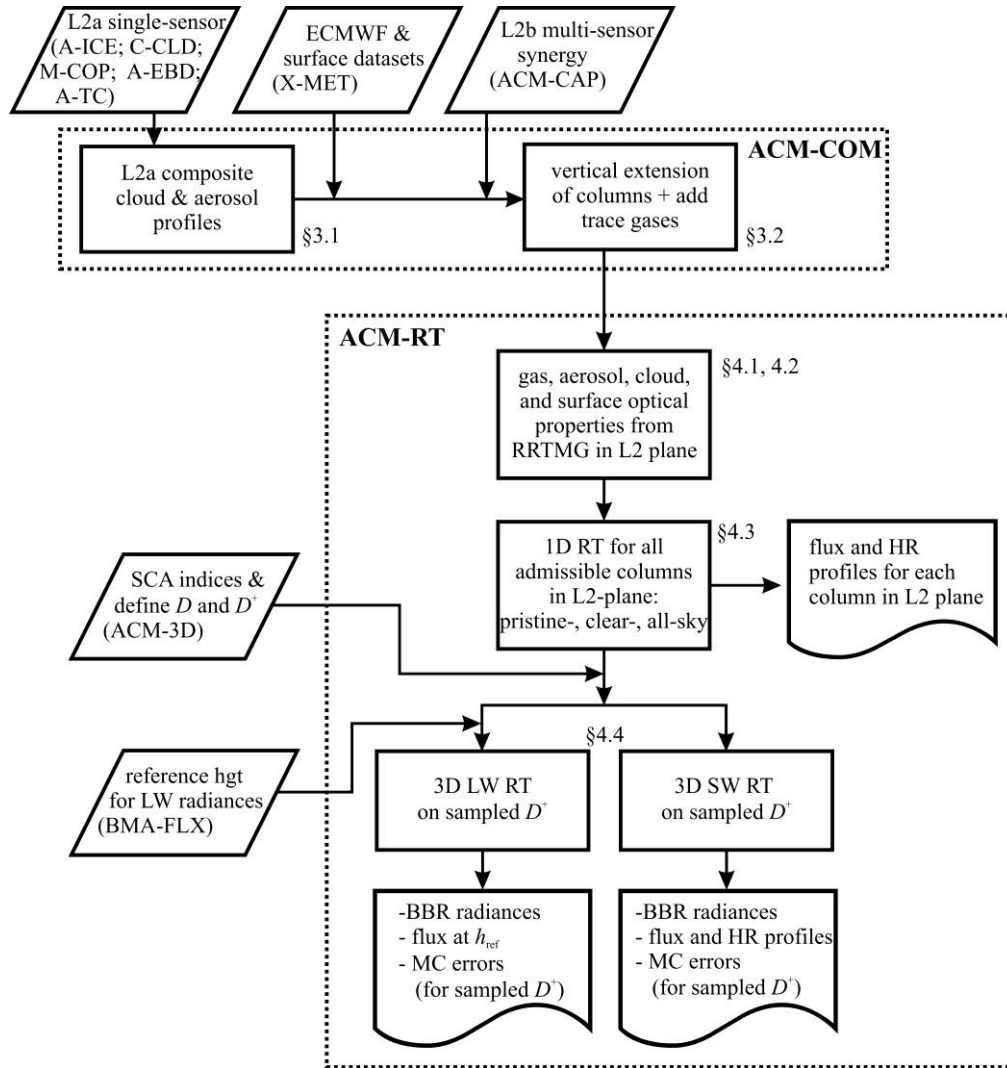 L2a single-sensor
(A-ICE; C-CLD;
M-COP; A-EBD;
A-TC)
ECMWF &
surface datasets
(X-MET)
L2b multi-sensor
synergy
(ACM-CAP)
ACM-COM
L2a composite
cloud & aerosol
profiles
§3.1
vertical extension
of columns + add
trace gases
§3.2
ACM-RT
gas, aerosol, cloud,
and surface optical
properties from
RRTMG in L2 plane
§4.1, 4.2
1D RT for all
admissible columns
in L2-plane:
pristine-, clear-, all-sky
§4.3
flux and HR
profiles for each
column in L2 plane
SCA indices &
define D and D⁺
(ACM-3D)
reference hgt
for LW radiances
(BMA-FLX)
§4.4
3D LW RT
on sampled D⁺
3D SW RT
on sampled D⁺
-BBR radiances
- flux at h_ref
- MC errors
(for sampled D⁺)
-BBR radiances
- flux and HR profiles
- MC errors
(for sampled D⁺)